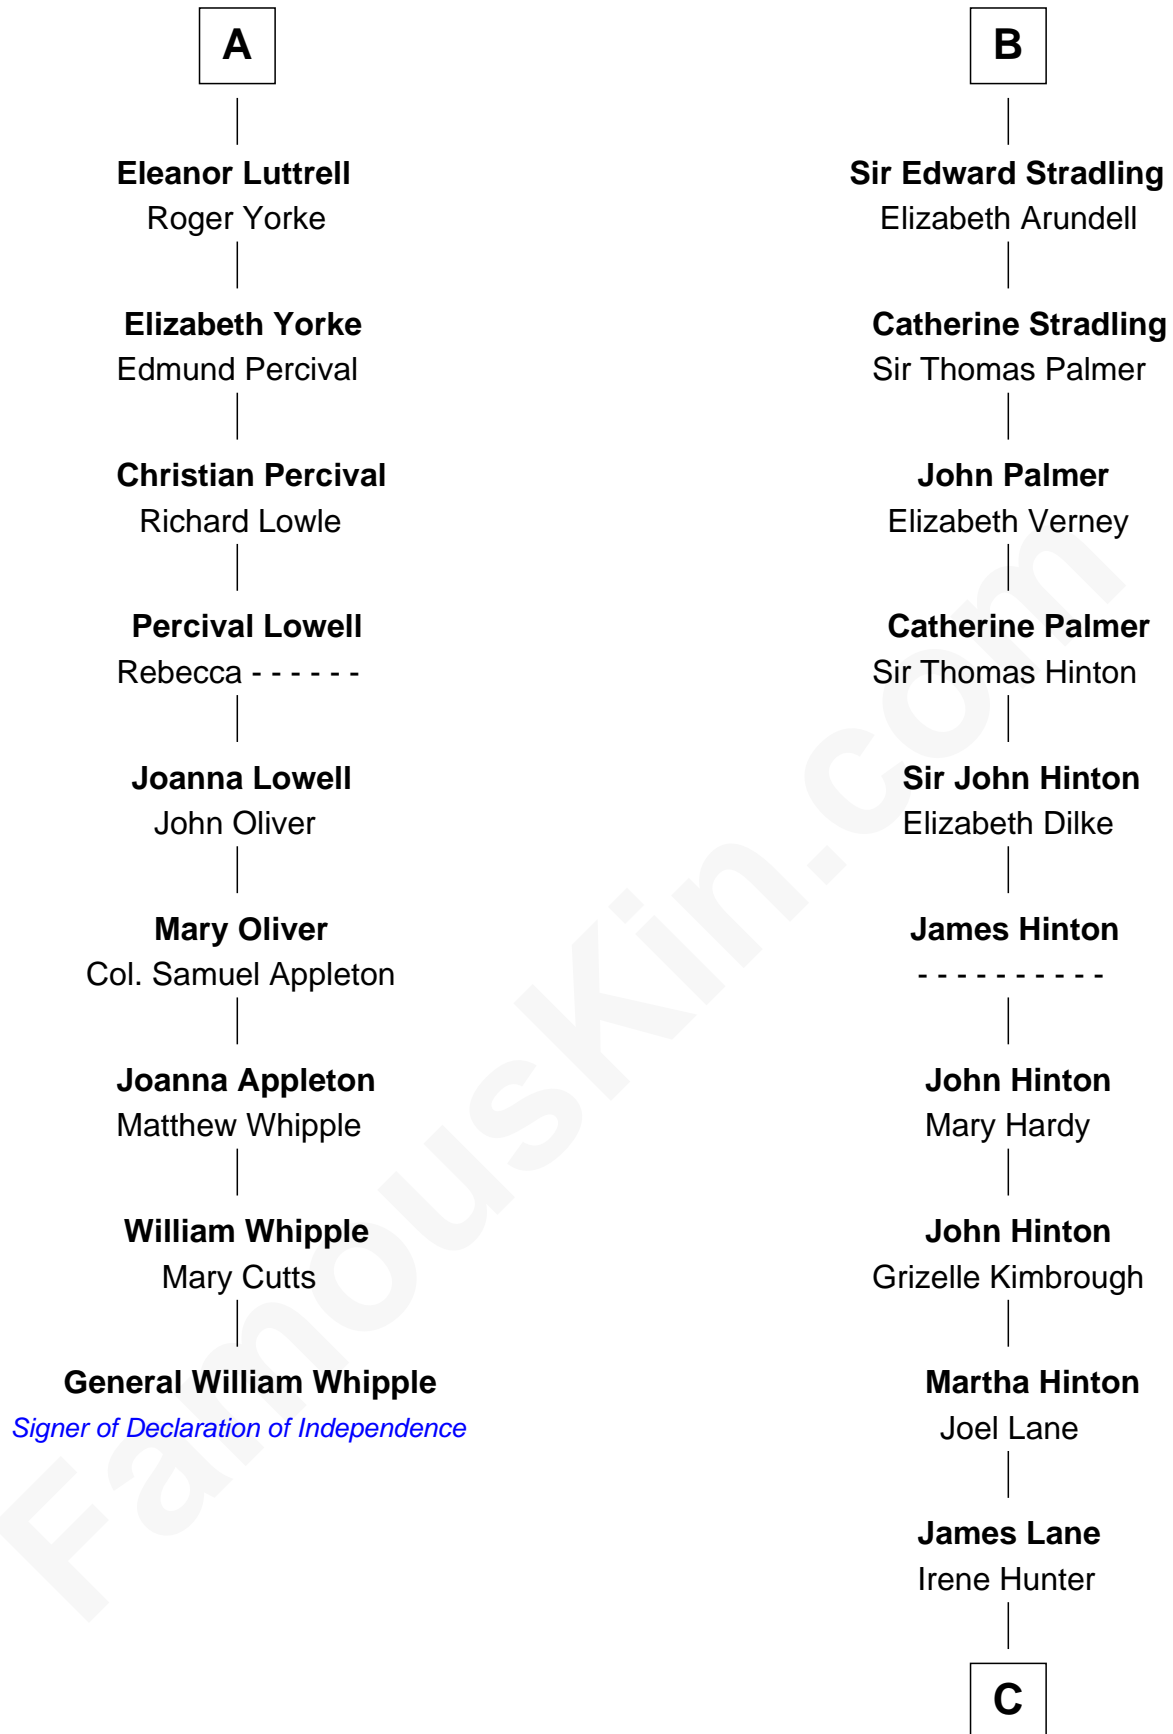 A
Eleanor Luttrell
Roger Yorke
Elizabeth Yorke
Edmund Percival
Christian Percival
Richard Lowle
Percival Lowell
Rebecca - - - - - -
Joanna Lowell
John Oliver
Mary Oliver
Col. Samuel Appleton
Joanna Appleton
Matthew Whipple
William Whipple
Mary Cutts
General William Whipple
Signer of Declaration of Independence
B
Sir Edward Stradling
Elizabeth Arundell
Catherine Stradling
Sir Thomas Palmer
John Palmer
Elizabeth Verney
Catherine Palmer
Sir Thomas Hinton
Sir John Hinton
Elizabeth Dilke
James Hinton
- - - - - - - - - -
John Hinton
Mary Hardy
John Hinton
Grizelle Kimbrough
Martha Hinton
Joel Lane
James Lane
Irene Hunter
C
FamousKin.com